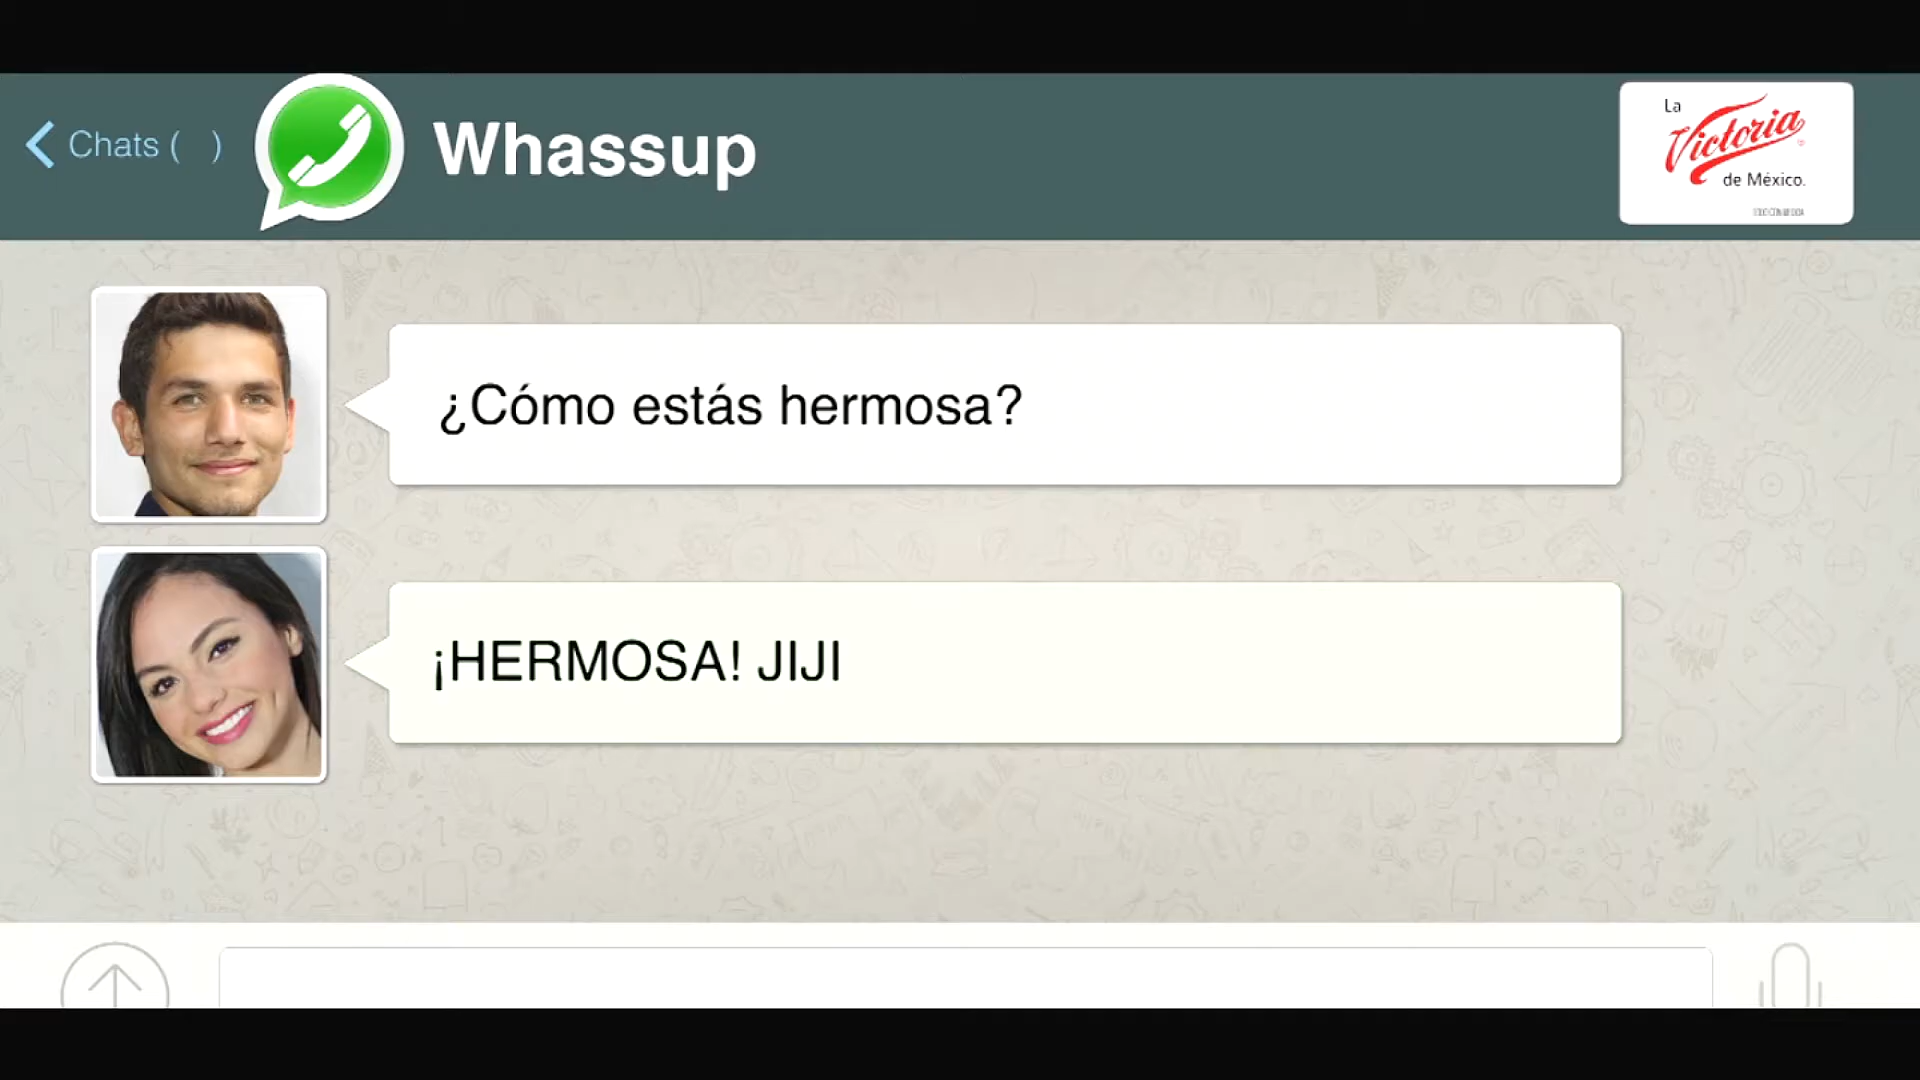 Chats ( )
Whassup
La
Victoria
de México.
¿Cómo estás hermosa?
¡HERMOSA! JIJI